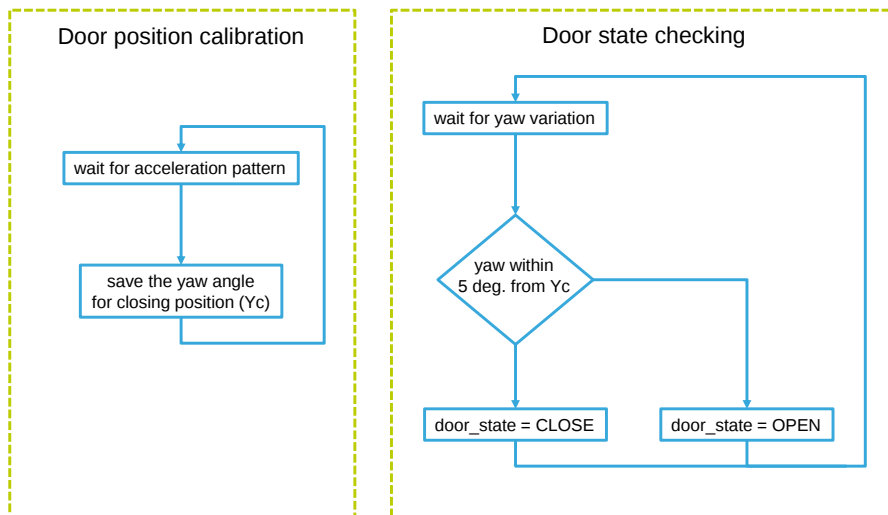 Door position calibration
wait for acceleration pattern
save the yaw angle
for closing position (Yc)
Door state checking
wait for yaw variation
yaw within
5 deg. from Yc
door_state = CLOSE
door_state = OPEN